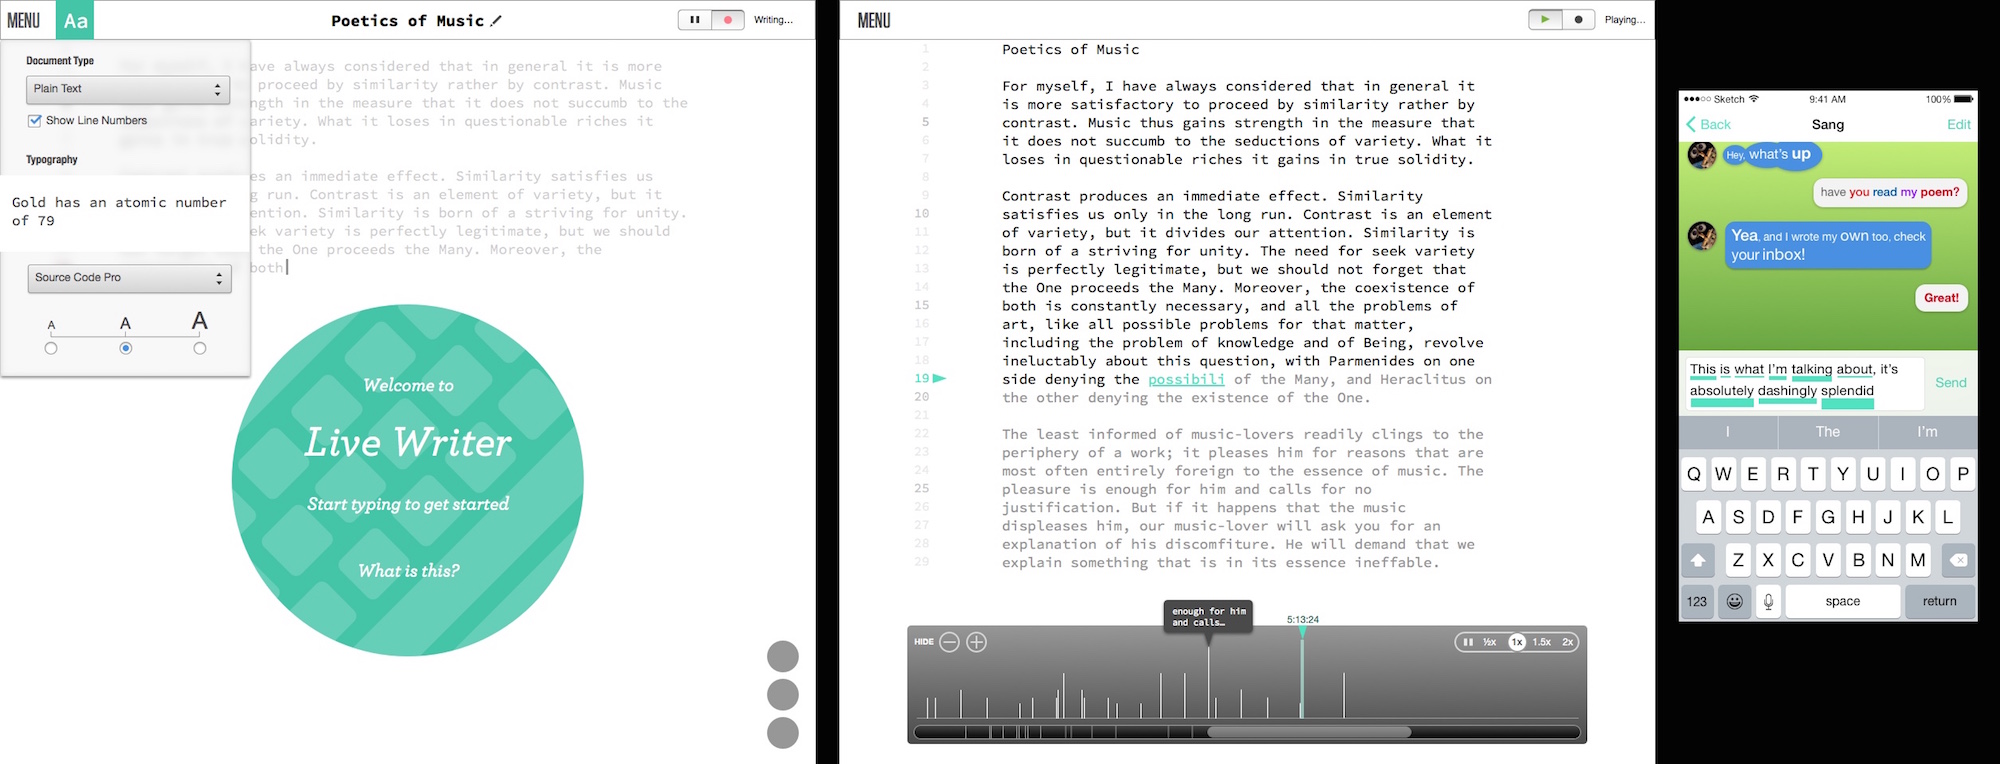 MENU
Aa
Poetics of Music
Writing...
Document Type
Plain Text
Show Line Numbers
Typography
Gold has an atomic number
of 79
Source Code Pro
A A A
ave always considered that in general it is more
proceed by similarity rather by contrast. Music
ngth in the measure that it does not succumb to the
ariety. What it loses in questionable riches it
olidity.
es an immediate effect. Similarity satisfies us
g run. Contrast is an element of variety, but it
ention. Similarity is born of a striving for unity.
ek variety is perfectly legitimate, but we should
the One proceeds the Many. Moreover, the
both
Welcome to
Live Writer
Start typing to get started
What is this?
MENU
Playing...
1 Poetics of Music
2
3 For myself, I have always considered that in general it
4 is more satisfactory to proceed by similarity rather by
5 contrast. Music thus gains strength in the measure that
6 it does not succumb to the seductions of variety. What it
7 loses in questionable riches it gains in true solidity.
8
9 Contrast produces an immediate effect. Similarity
10 satisfies us only in the long run. Contrast is an element
11 of variety, but it divides our attention. Similarity is
12 born of a striving for unity. The need for seek variety
13 is perfectly legitimate, but we should not forget that
14 the One proceeds the Many. Moreover, the coexistence of
15 both is constantly necessary, and all the problems of
16 art, like all possible problems for that matter,
17 including the problem of knowledge and of Being, revolve
18 ineluctably about this question, with Parmenides on one
19 side denying the possibili of the Many, and Heraclitus on
20 the other denying the existence of the One.
21
22 The least informed of music-lovers readily clings to the
23 periphery of a work; it pleases him for reasons that are
24 most often entirely foreign to the essence of music. The
25 pleasure is enough for him and calls for no
26 justification. But if it happens that the music
27 displeases him, our music-lover will ask you for an
28 explanation of his discomfiture. He will demand that we
29 explain something that is in its essence ineffable.
enough for him
and calls…
5:13:24
HIDE
½x 1x 1.5x 2x
Sketch 9:41 AM 100%
Back Sang Edit
Hey, what's up
have you read my poem?
Yea, and I wrote my own too, check
your inbox!
Great!
This is what I'm talking about, it's
absolutely dashingly splendid
Send
I The I'm
Q W E R T Y U I O P
A S D F G H J K L
Z X C V B N M
123 space return